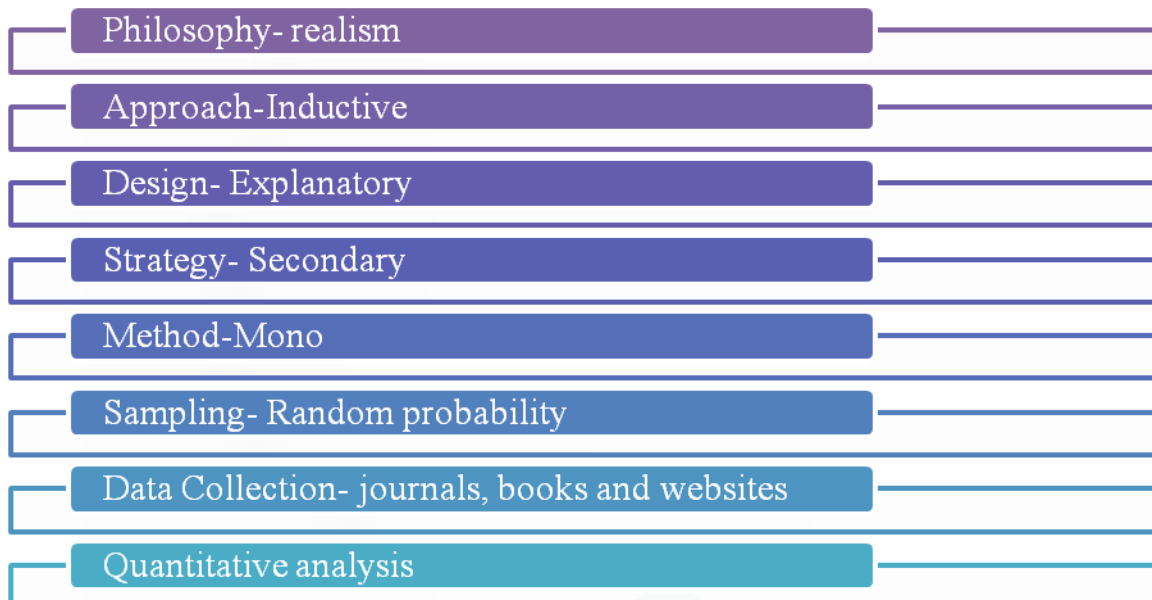 Philosophy- realism
Approach-Inductive
Design- Explanatory
Strategy- Secondary
Method-Mono
Sampling- Random probability
Data Collection- journals, books and websites
Quantitative analysis